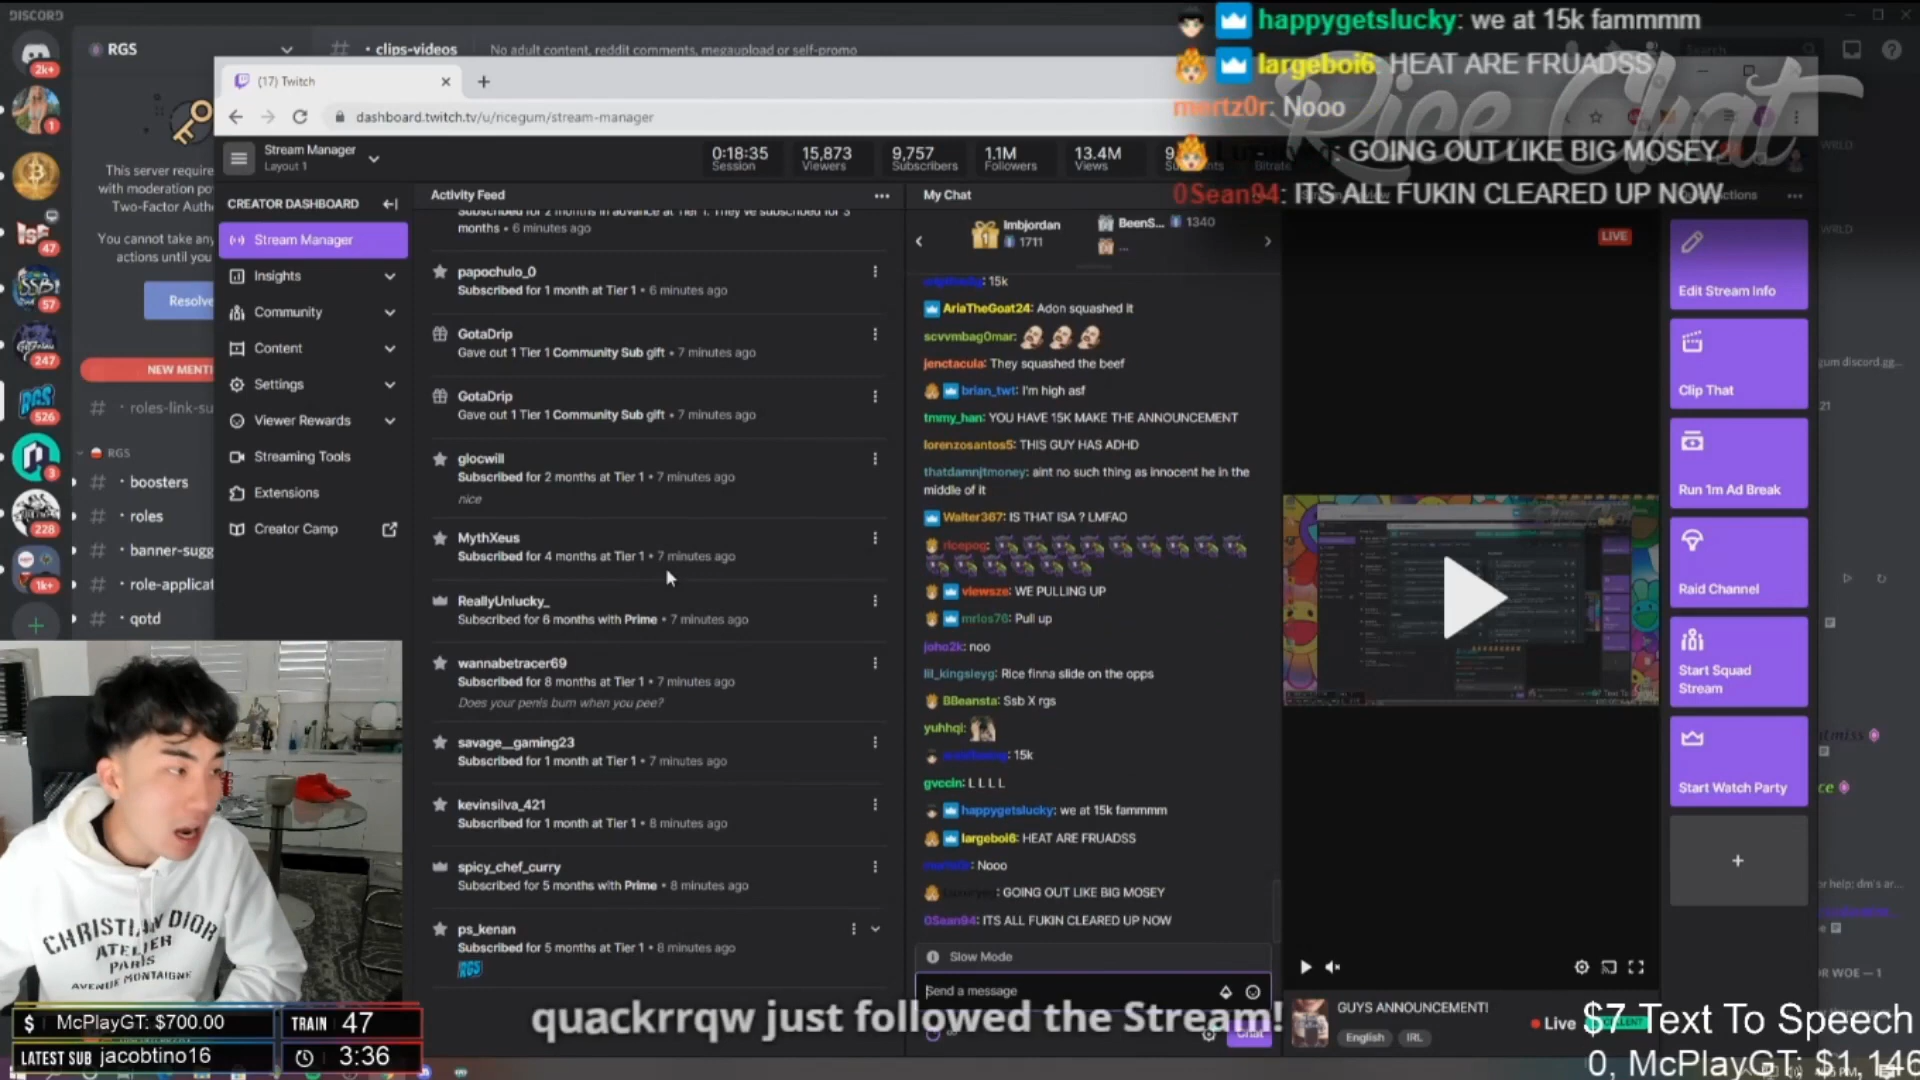 DISCORD
RGS
clips-videos
No adult content, reddit comments, megaupload or self-promo
Search
2k+
1
47
57
247
526
3
228
1k+
This server require
with moderation po
Two-Factor Auth
You cannot take any
actions until you
Resolve
NEW MENTI
roles-link-su
RGS
boosters
roles
banner-sugg
role-applicat
qotd
(17) Twitch
dashboard.twitch.tv/u/ricegum/stream-manager
Stream Manager
Layout 1
0:18:35
Session
15,873
Viewers
9,757
Subscribers
1.1M
Followers
13.4M
Views
Bitrate
Rice Chat
happygetslucky: we at 15k fammmm
largeboi6: HEAT ARE FRUADSS
mertz0r: Nooo
: GOING OUT LIKE BIG MOSEY
0Sean94: ITS ALL FUKIN CLEARED UP NOW
CREATOR DASHBOARD
Stream Manager
Insights
Community
Content
Settings
Viewer Rewards
Streaming Tools
Extensions
Creator Camp
Activity Feed
Subscribed for 2 months in advance at Tier 1. They've subscribed for 3
months • 6 minutes ago
papochulo_0
Subscribed for 1 month at Tier 1 • 6 minutes ago
GotaDrip
Gave out 1 Tier 1 Community Sub gift • 7 minutes ago
GotaDrip
Gave out 1 Tier 1 Community Sub gift • 7 minutes ago
glocwill
Subscribed for 2 months at Tier 1 • 7 minutes ago
nice
MythXeus
Subscribed for 4 months at Tier 1 • 7 minutes ago
ReallyUnlucky_
Subscribed for 6 months with Prime • 7 minutes ago
wannabetracer69
Subscribed for 8 months at Tier 1 • 7 minutes ago
Does your penis burn when you pee?
savage__gaming23
Subscribed for 1 month at Tier 1 • 7 minutes ago
kevinsilva_421
Subscribed for 1 month at Tier 1 • 8 minutes ago
spicy_chef_curry
Subscribed for 5 months with Prime • 8 minutes ago
ps_kenan
Subscribed for 5 months at Tier 1 • 8 minutes ago
RGS
My Chat
Imbjordan
1711
BeenS... 1340
...
: 15k
AriaTheGoat24: Adon squashed it
scvvmbag0mar:
jenctacula: They squashed the beef
brian_twt: I'm high asf
tmmy_han: YOU HAVE 15K MAKE THE ANNOUNCEMENT
lorenzosantos5: THIS GUY HAS ADHD
thatdamnjtmoney: aint no such thing as innocent he in the
middle of it
Walter367: IS THAT ISA ? LMFAO
ricepog:
viewsze: WE PULLING UP
mrlos76: Pull up
joho2k: noo
lil_kingsleyg: Rice finna slide on the opps
BBeansta: Ssb X rgs
yuhhqi:
: 15k
gvccin: L L L L
happygetslucky: we at 15k fammmm
largeboi6: HEAT ARE FRUADSS
: Nooo
: GOING OUT LIKE BIG MOSEY
0Sean94: ITS ALL FUKIN CLEARED UP NOW
Slow Mode
Send a message
Chat
LIVE
GUYS ANNOUNCEMENT!
English
IRL
Live
Edit Stream Info
Clip That
Run 1m Ad Break
Raid Channel
Start Squad
Stream
Start Watch Party
CHRISTIAN DIOR
ATELIER
PARIS
AVENUE MONTAIGNE
McPlayGT: $700.00
TRAIN 47
LATEST SUB jacobtino16
3:36
quackrrqw just followed the Stream!
$7 Text To Speech
0, McPlayGT: $1,146